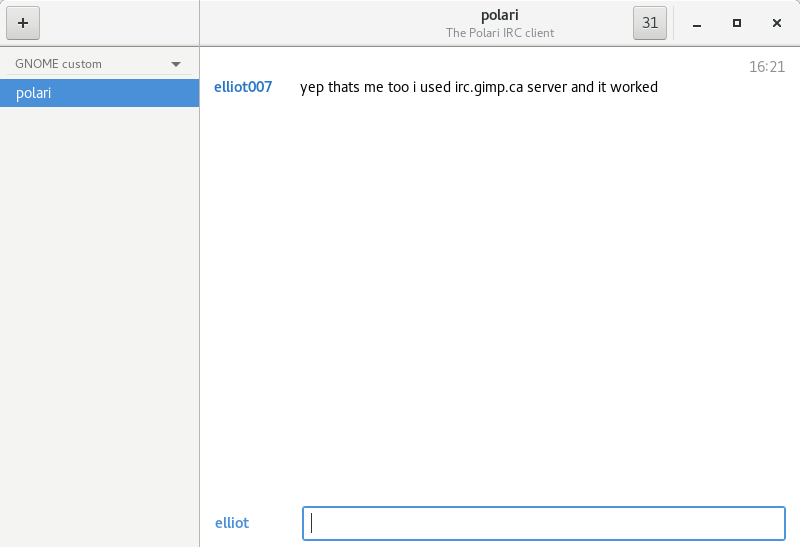 +
polari
The Polari IRC client
31
GNOME custom
polari
16:21
elliot007 yep thats me too i used irc.gimp.ca server and it worked
elliot